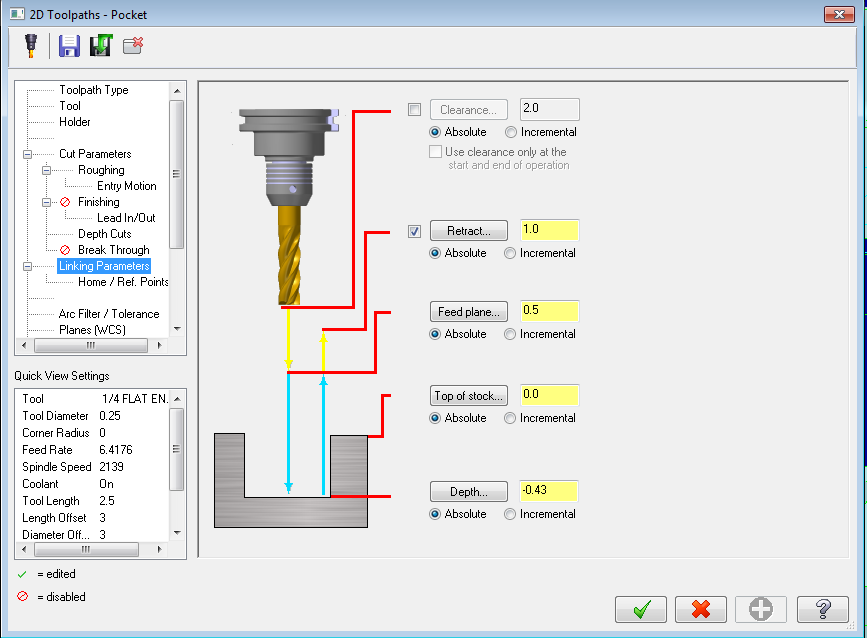 2D Toolpaths - Pocket
Toolpath Type
Tool
Holder
Cut Parameters
Roughing
Entry Motion
Finishing
Lead In/Out
Depth Cuts
Break Through
Linking Parameters
Home / Ref. Points
Arc Filter / Tolerance
Planes (WCS)
Quick View Settings
Tool 1/4 FLAT EN.
Tool Diameter 0.25
Corner Radius 0
Feed Rate 6.4176
Spindle Speed 2139
Coolant On
Tool Length 2.5
Length Offset 3
Diameter Off... 3
= edited
= disabled
Clearance... 2.0
Absolute Incremental
Use clearance only at the
start and end of operation
Retract... 1.0
Absolute Incremental
Feed plane... 0.5
Absolute Incremental
Top of stock... 0.0
Absolute Incremental
Depth... -0.43
Absolute Incremental